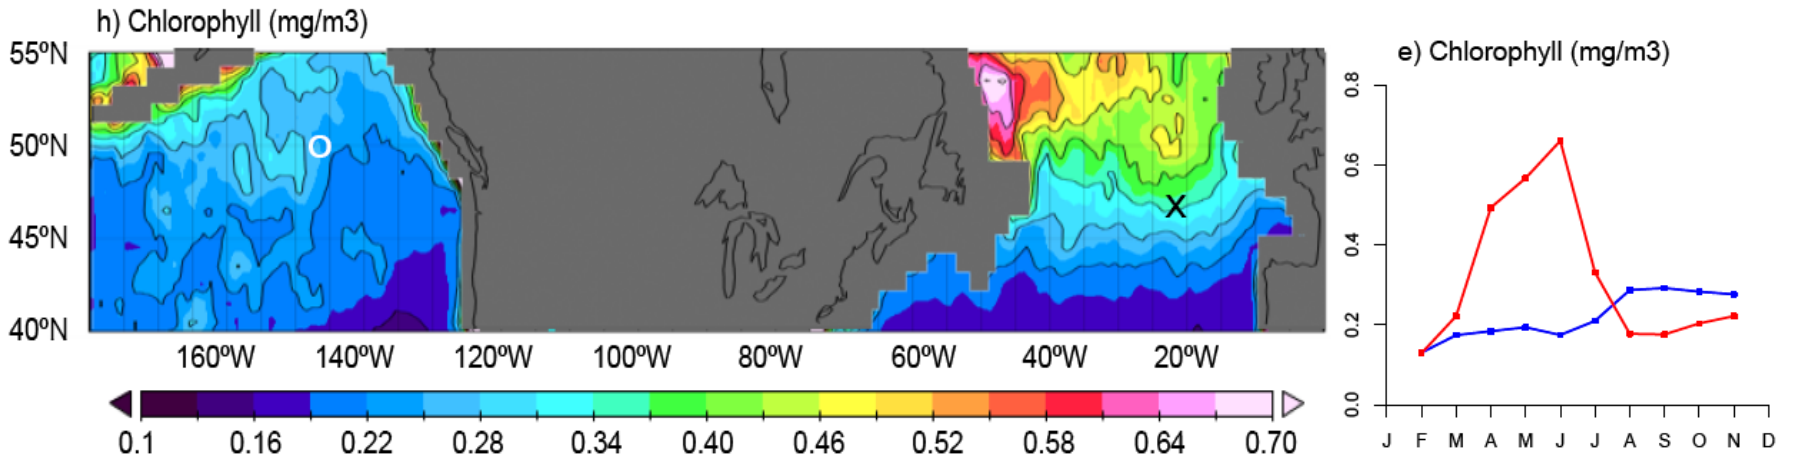 h) Chlorophyll (mg/m3)
55ºN
50ºN
45ºN
40ºN
O
X
160ºW 140ºW 120ºW 100ºW 80ºW 60ºW 40ºW 20ºW
0.1 0.16 0.22 0.28 0.34 0.40 0.46 0.52 0.58 0.64 0.70
e) Chlorophyll (mg/m3)
0.8
0.6
0.4
0.2
0.0
J F M A M J J A S O N D